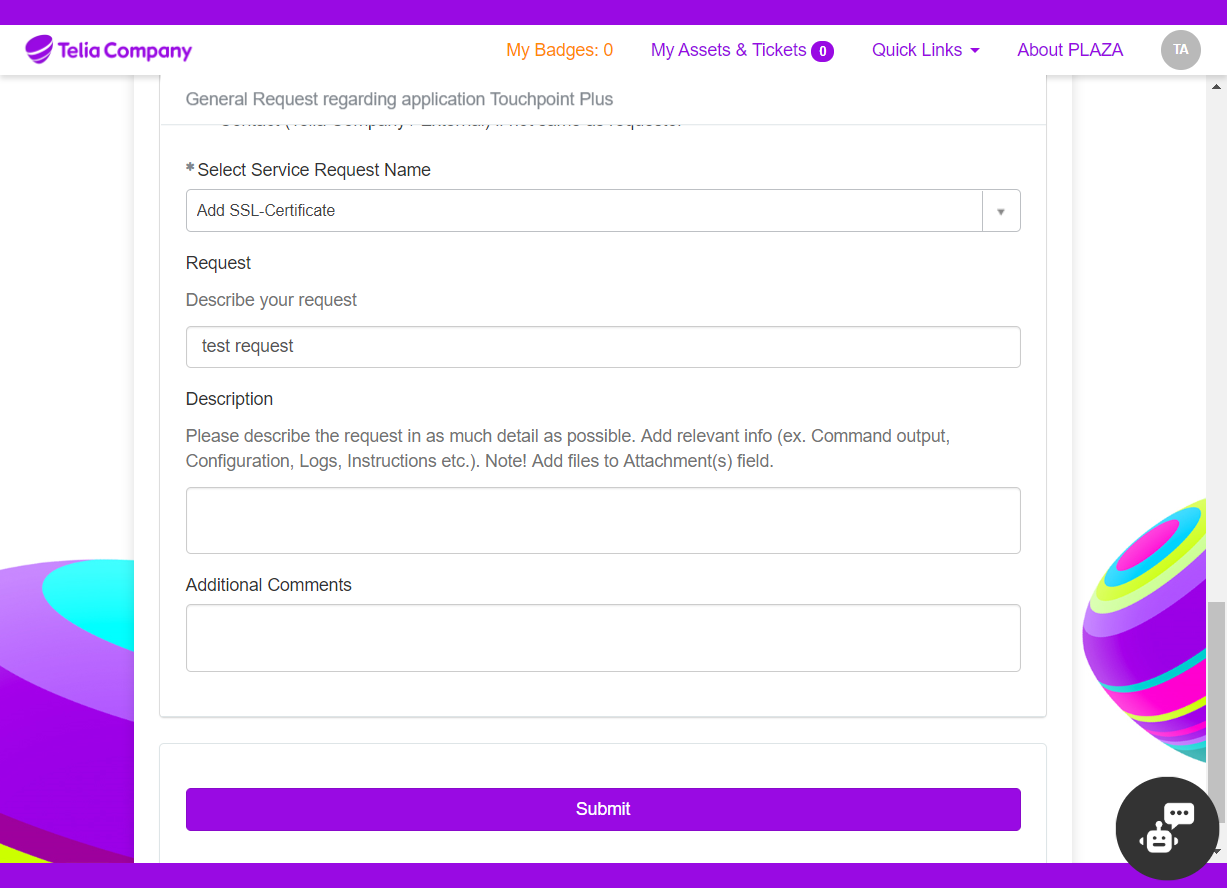 Telia Company
My Badges: 0
My Assets & Tickets 0
Quick Links
About PLAZA
TA
General Request regarding application Touchpoint Plus
* Select Service Request Name
Add SSL-Certificate
Request
Describe your request
test request
Description
Please describe the request in as much detail as possible. Add relevant info (ex. Command output,
Configuration, Logs, Instructions etc.). Note! Add files to Attachment(s) field.
Additional Comments
Submit